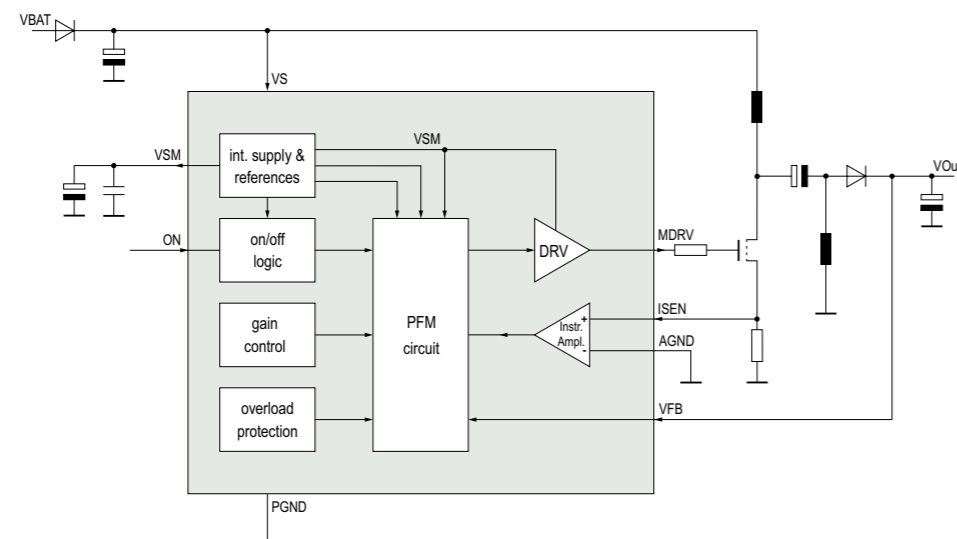 VBAT
VS
VSM
int. supply &
references
VSM
VOu
ON
on/off
logic
DRV
MDRV
gain
control
PFM
circuit
Instr.
Ampl.
+
-
ISEN
AGND
overload
protection
VFB
PGND